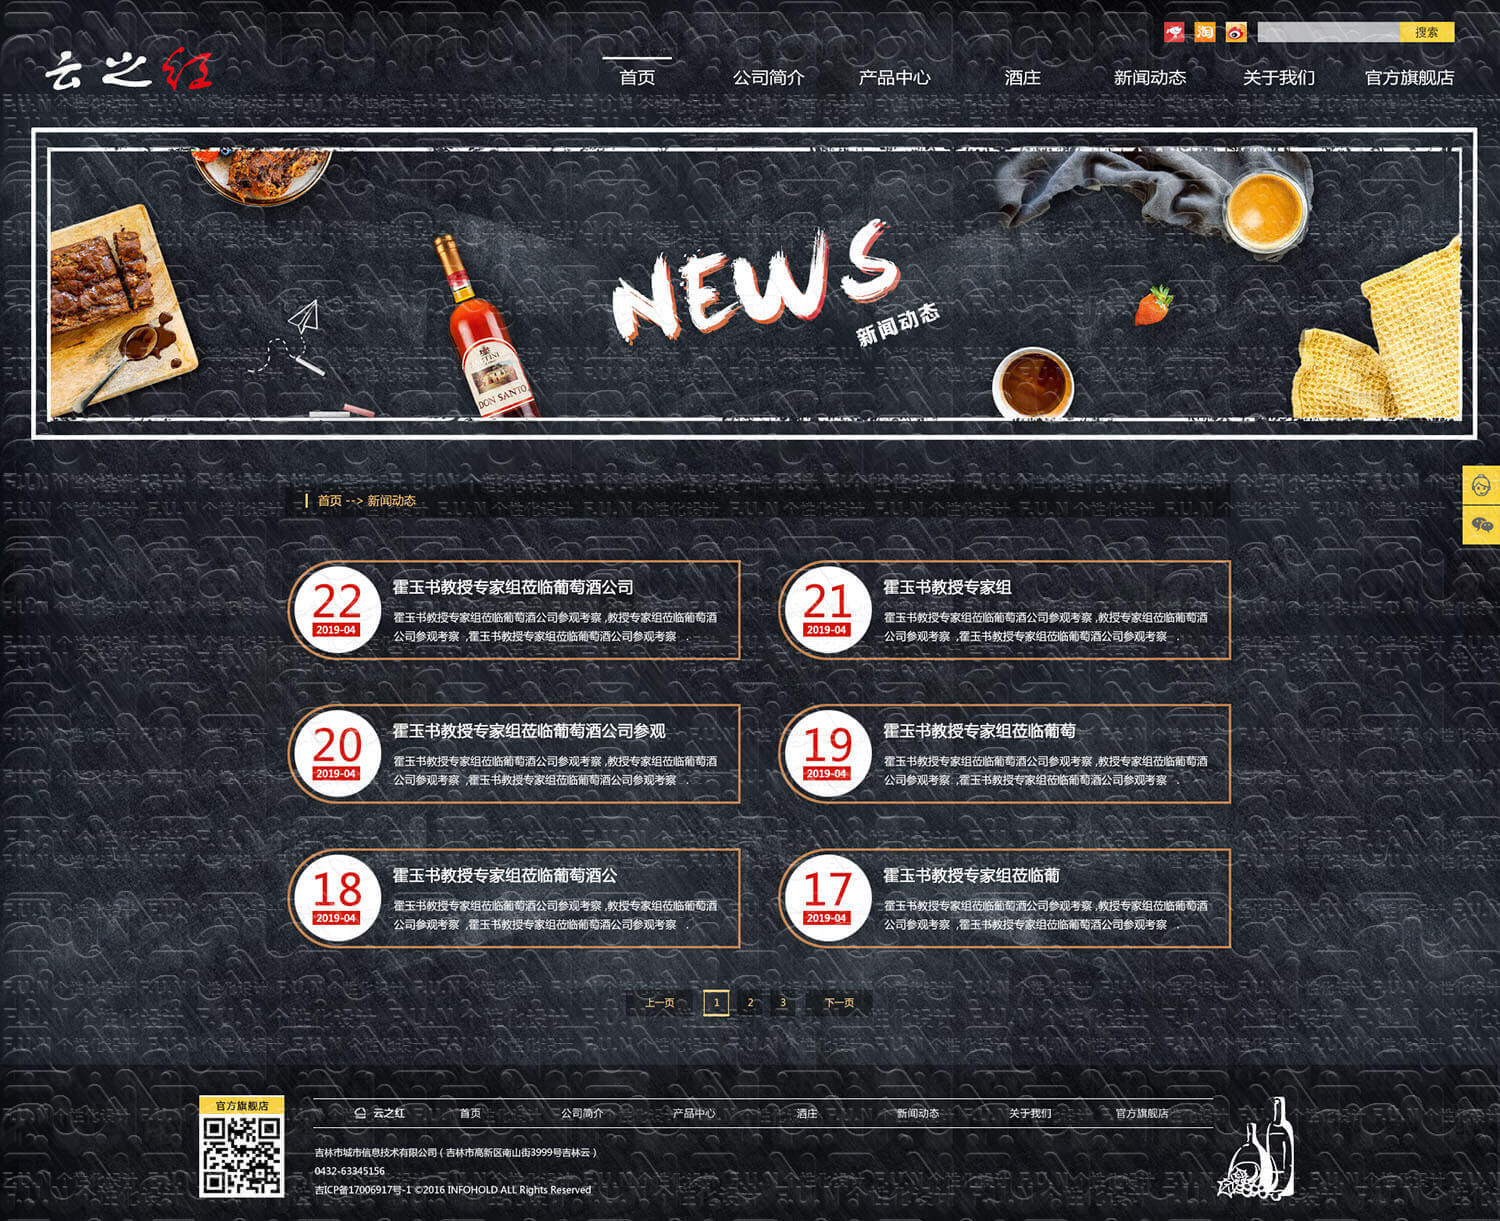 云之红
淘
搜索
首页
公司简介
产品中心
酒庄
新闻动态
关于我们
官方旗舰店
NEWS
新闻动态
DON SANTO
首页 --> 新闻动态
22
2019-04
霍玉书教授专家组莅临葡萄酒公司
霍玉书教授专家组莅临葡萄酒公司参观考察 ,教授专家组莅临葡萄酒
公司参观考察 ,霍玉书教授专家组莅临葡萄酒公司参观考察 .
21
2019-04
霍玉书教授专家组
霍玉书教授专家组莅临葡萄酒公司参观考察 ,教授专家组莅临葡萄酒
公司参观考察 ,霍玉书教授专家组莅临葡萄酒公司参观考察 .
20
2019-04
霍玉书教授专家组莅临葡萄酒公司参观
霍玉书教授专家组莅临葡萄酒公司参观考察 ,教授专家组莅临葡萄酒
公司参观考察 ,霍玉书教授专家组莅临葡萄酒公司参观考察 .
19
2019-04
霍玉书教授专家组莅临葡萄
霍玉书教授专家组莅临葡萄酒公司参观考察 ,教授专家组莅临葡萄酒
公司参观考察 ,霍玉书教授专家组莅临葡萄酒公司参观考察 .
18
2019-04
霍玉书教授专家组莅临葡萄酒公
霍玉书教授专家组莅临葡萄酒公司参观考察 ,教授专家组莅临葡萄酒
公司参观考察 ,霍玉书教授专家组莅临葡萄酒公司参观考察 .
17
2019-04
霍玉书教授专家组莅临葡
霍玉书教授专家组莅临葡萄酒公司参观考察 ,教授专家组莅临葡萄酒
公司参观考察 ,霍玉书教授专家组莅临葡萄酒公司参观考察 .
上一页 1 2 3 下一页
官方旗舰店
云之红
首页
公司简介
产品中心
酒庄
新闻动态
关于我们
官方旗舰店
吉林市城市信息技术有限公司 ( 吉林市高新区南山街3999号吉林云 )
0432-63345156
吉ICP备17006917号-1 ©2016 INFOHOLD ALL Rights Reserved